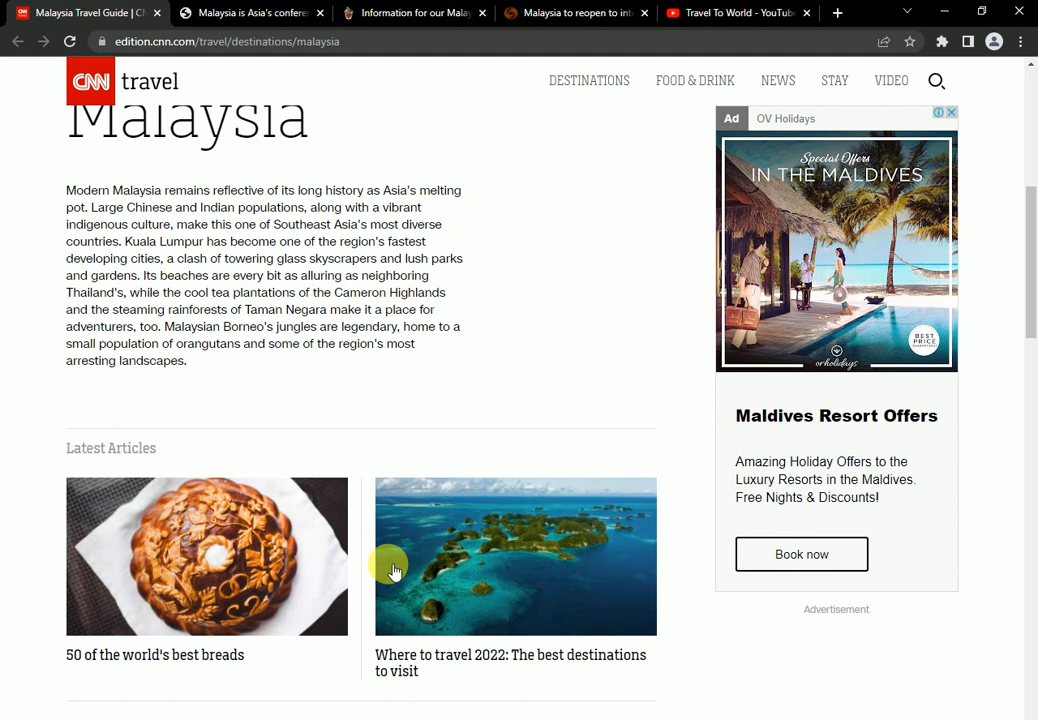 Malaysia Travel Guide | C
Malaysia is Asia's confere
Information for our Malay
Malaysia to reopen to int
Travel To World - YouTube
edition.cnn.com/travel/destinations/malaysia
CNN travel
DESTINATIONS FOOD & DRINK NEWS STAY VIDEO
Malaysia
Modern Malaysia remains reflective of its long history as Asia's melting
pot. Large Chinese and Indian populations, along with a vibrant
indigenous culture, make this one of Southeast Asia's most diverse
countries. Kuala Lumpur has become one of the region's fastest
developing cities, a clash of towering glass skyscrapers and lush parks
and gardens. Its beaches are every bit as alluring as neighboring
Thailand's, while the cool tea plantations of the Cameron Highlands
and the steaming rainforests of Taman Negara make it a place for
adventurers, too. Malaysian Borneo's jungles are legendary, home to a
small population of orangutans and some of the region's most
arresting landscapes.
Latest Articles
50 of the world's best breads
Where to travel 2022: The best destinations
to visit
Ad OV Holidays
Special Offers
IN THE MALDIVES
BEST
PRICE
ovholidays
Maldives Resort Offers
Amazing Holiday Offers to the
Luxury Resorts in the Maldives.
Free Nights & Discounts!
Book now
Advertisement